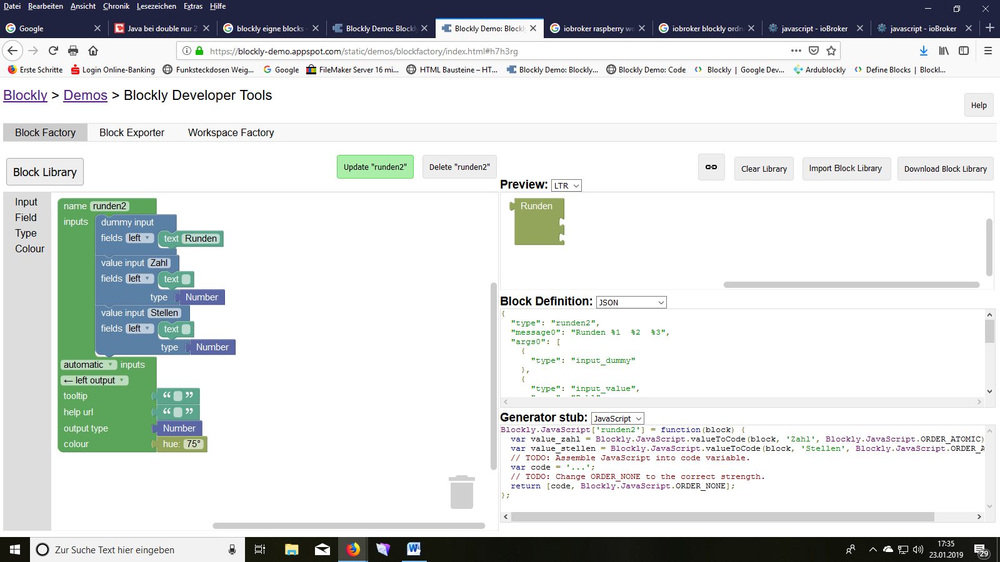 Datei Bearbeiten Ansicht Chronik Lesezeichen Extras Hilfe
Google Java bei double nur 2 blockly eigne blocks - Blockly Demo: Blockly Blockly Demo: Blockly iobroker raspberry wo iobroker blockly ordn javascript - ioBroker javascript - ioBroker
https://blockly-demo.appspot.com/static/demos/blockfactory/index.html#h7h3rg
Erste Schritte Login Online-Banking Funksteckdosen Weig... Google FileMaker Server 16 mi... HTML Bausteine – HT... Blockly Demo: Blockly... Blockly Demo: Code Blockly | Google Dev... Ardublockly Define Blocks | Blockl...
Blockly > Demos > Blockly Developer Tools
Help
Block Factory Block Exporter Workspace Factory
Block Library Update "runden2" Delete "runden2" Clear Library Import Block Library Download Block Library
Input
Field
Type
Colour
name runden2
inputs dummy input
fields left text Runden
value input Zahl
fields left text
type Number
value input Stellen
fields left text
type Number
automatic inputs
← left output
tooltip “ ”
help url “ ”
output type Number
colour hue: 75°
Preview: LTR
Runden
Block Definition: JSON
{
"type": "runden2",
"message0": "Runden %1 %2 %3",
"args0": [
{
"type": "input_dummy"
},
{
"type": "input_value",
Generator stub: JavaScript
Blockly.JavaScript['runden2'] = function(block) {
var value_zahl = Blockly.JavaScript.valueToCode(block, 'Zahl', Blockly.JavaScript.ORDER_ATOMIC)
var value_stellen = Blockly.JavaScript.valueToCode(block, 'Stellen', Blockly.JavaScript.ORDER_A
// TODO: Assemble JavaScript into code variable.
var code = '...';
// TODO: Change ORDER_NONE to the correct strength.
return [code, Blockly.JavaScript.ORDER_NONE];
};
Zur Suche Text hier eingeben
17:35
23.01.2019
29